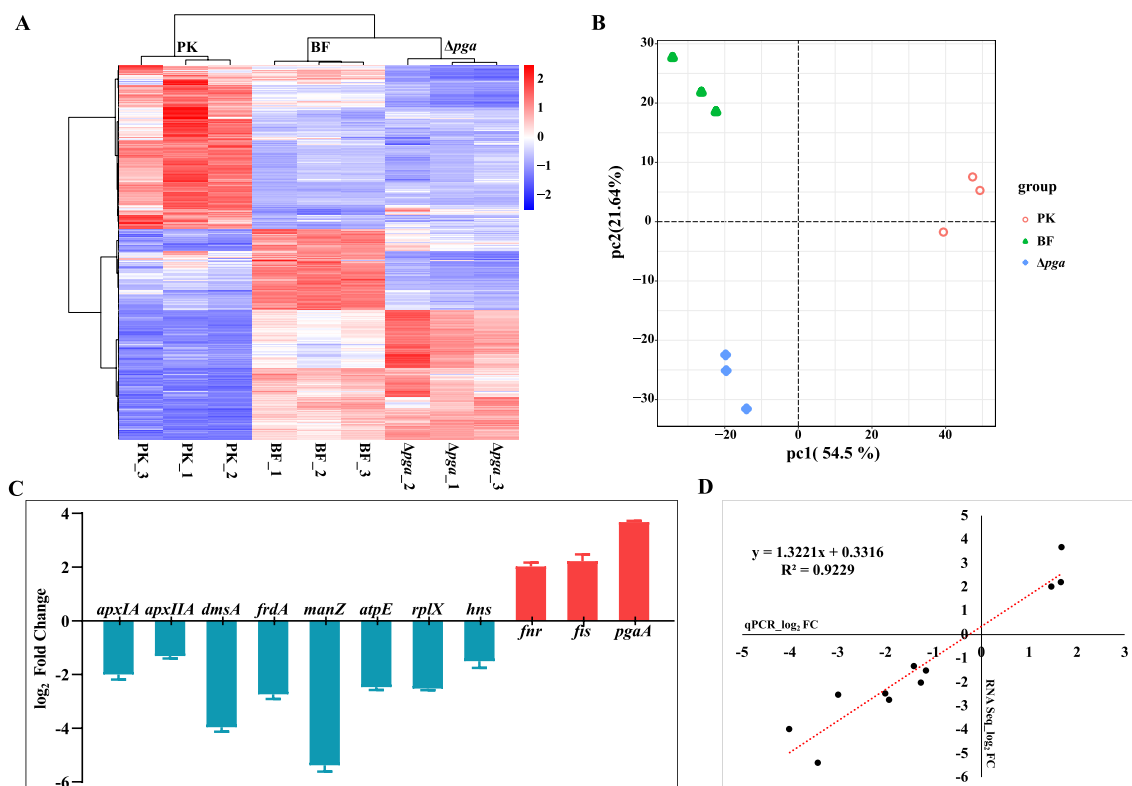 A
PK
BF
Δpga
2
1
0
−1
−2
PK_3
PK_1
PK_2
BF_1
BF_2
BF_3
Δpga_2
Δpga_1
Δpga_3
B
30
20
10
0
−10
−20
−30
pc2(21.64%)
−20
0
20
40
pc1( 54.5 %)
group
PK
BF
Δpga
C
4
2
0
-2
-4
-6
log2 Fold Change
apxIA apxIIA dmsA frdA manZ atpE rplX hns
fnr fis pgaA
D
y = 1.3221x + 0.3316
R² = 0.9229
5
4
3
2
1
0
-1
-2
-3
-4
-5
-6
qPCR_log2 FC
-5 -4 -3 -2 -1 0 1 2 3
RNA Seq_log2 FC